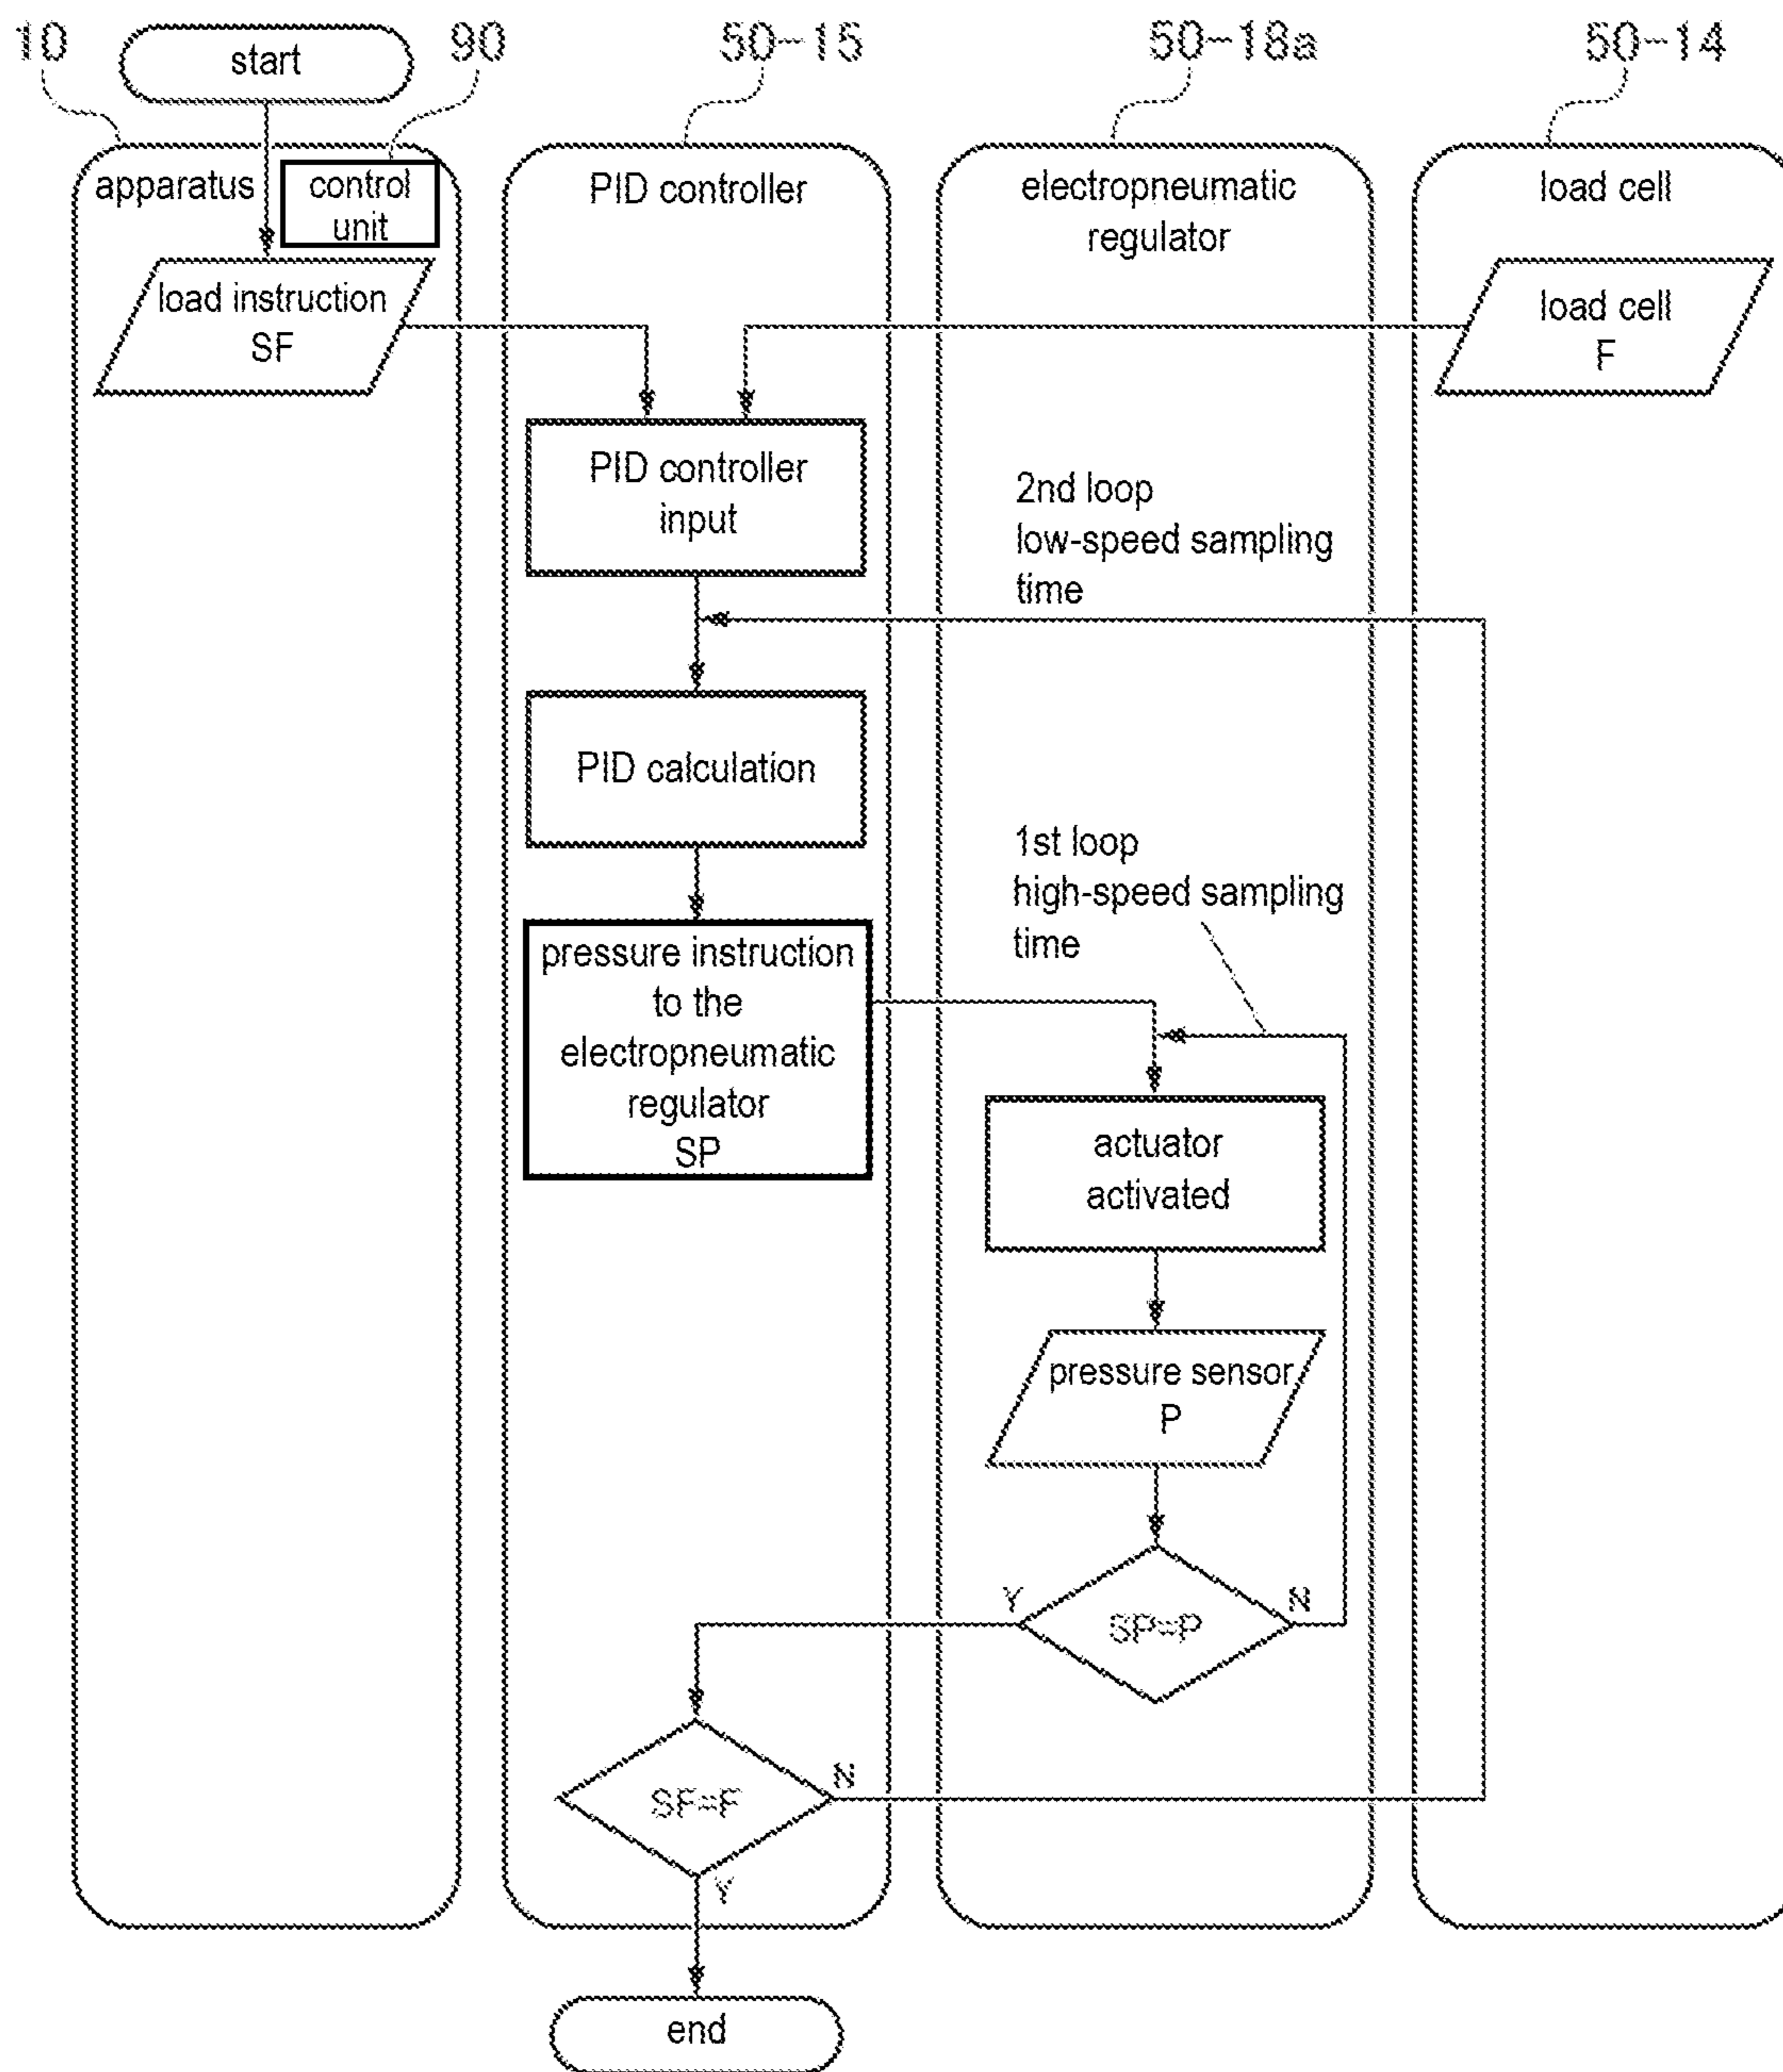 10
start
90
50-15
50-18a
50-14
apparatus
control
unit
PID controller
electropneumatic
regulator
load cell
load instruction
SF
load cell
F
PID controller
input
2nd loop
low-speed sampling
time
PID calculation
1st loop
high-speed sampling
time
pressure instruction
to the
electropneumatic
regulator
SP
actuator
activated
pressure sensor
P
Y
SP=P
N
SF=F
N
Y
end